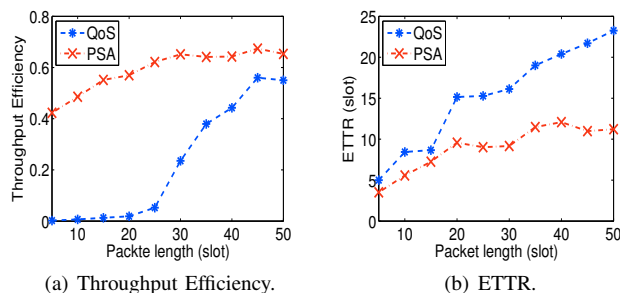 0.8
0.6
0.4
0.2
0
Throughput Efficiency
QoS
PSA
10 20 30 40 50
Packte length (slot)
(a) Throughput Efficiency.
25
20
15
10
5
0
ETTR (slot)
QoS
PSA
10 20 30 40 50
Packet length (slot)
(b) ETTR.